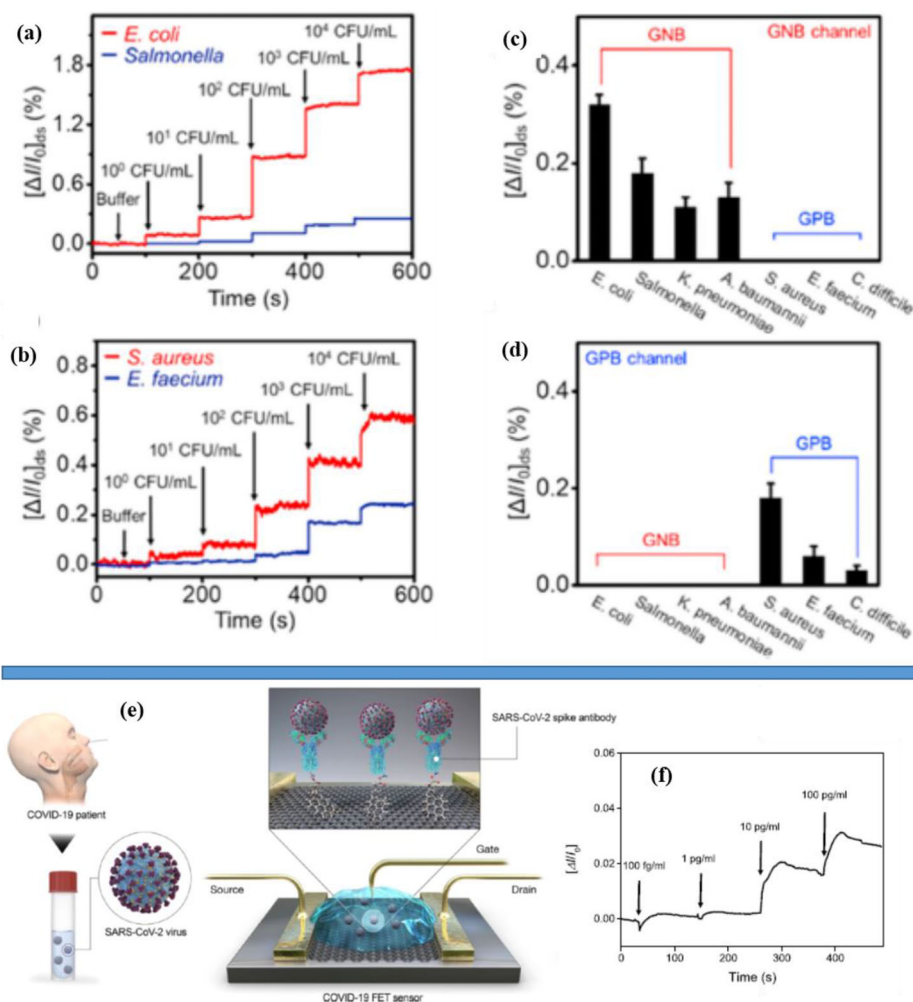 (a)
E. coli
Salmonella
[ΔI/I0]ds (%)
1.8
1.2
0.6
0.0
Buffer
10⁰ CFU/mL
10¹ CFU/mL
10² CFU/mL
10³ CFU/mL
10⁴ CFU/mL
0 200 400 600
Time (s)
(c)
GNB
GNB channel
[ΔI/I0]ds (%)
0.4
0.2
0.0
GPB
E. coli
Salmonella
K. pneumoniae
A. baumannii
S. aureus
E. faecium
C. difficile
(b)
S. aureus
E. faecium
[ΔI/I0]ds (%)
0.8
0.6
0.4
0.2
0.0
Buffer
10⁰ CFU/mL
10¹ CFU/mL
10² CFU/mL
10³ CFU/mL
10⁴ CFU/mL
0 200 400 600
Time (s)
(d)
GPB channel
GPB
[ΔI/I0]ds (%)
0.4
0.2
0.0
GNB
E. coli
Salmonella
K. pneumoniae
A. baumannii
S. aureus
E. faecium
C. difficile
(e)
COVID-19 patient
SARS-CoV-2 virus
SARS-CoV-2 spike antibody
Gate
Source
Drain
COVID-19 FET sensor
(f)
[ΔI/I0]
0.06
0.04
0.02
0.00
100 fg/ml
1 pg/ml
10 pg/ml
100 pg/ml
0 100 200 300 400
Time (s)